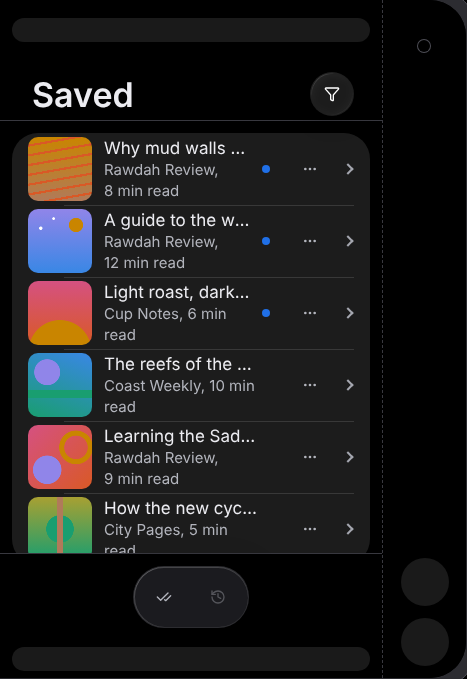 Saved
Why mud walls ...
Rawdah Review,
8 min read
A guide to the w...
Rawdah Review,
12 min read
Light roast, dark...
Cup Notes, 6 min
read
The reefs of the ...
Coast Weekly, 10 min
read
Learning the Sad...
Rawdah Review,
9 min read
How the new cyc...
City Pages, 5 min
read